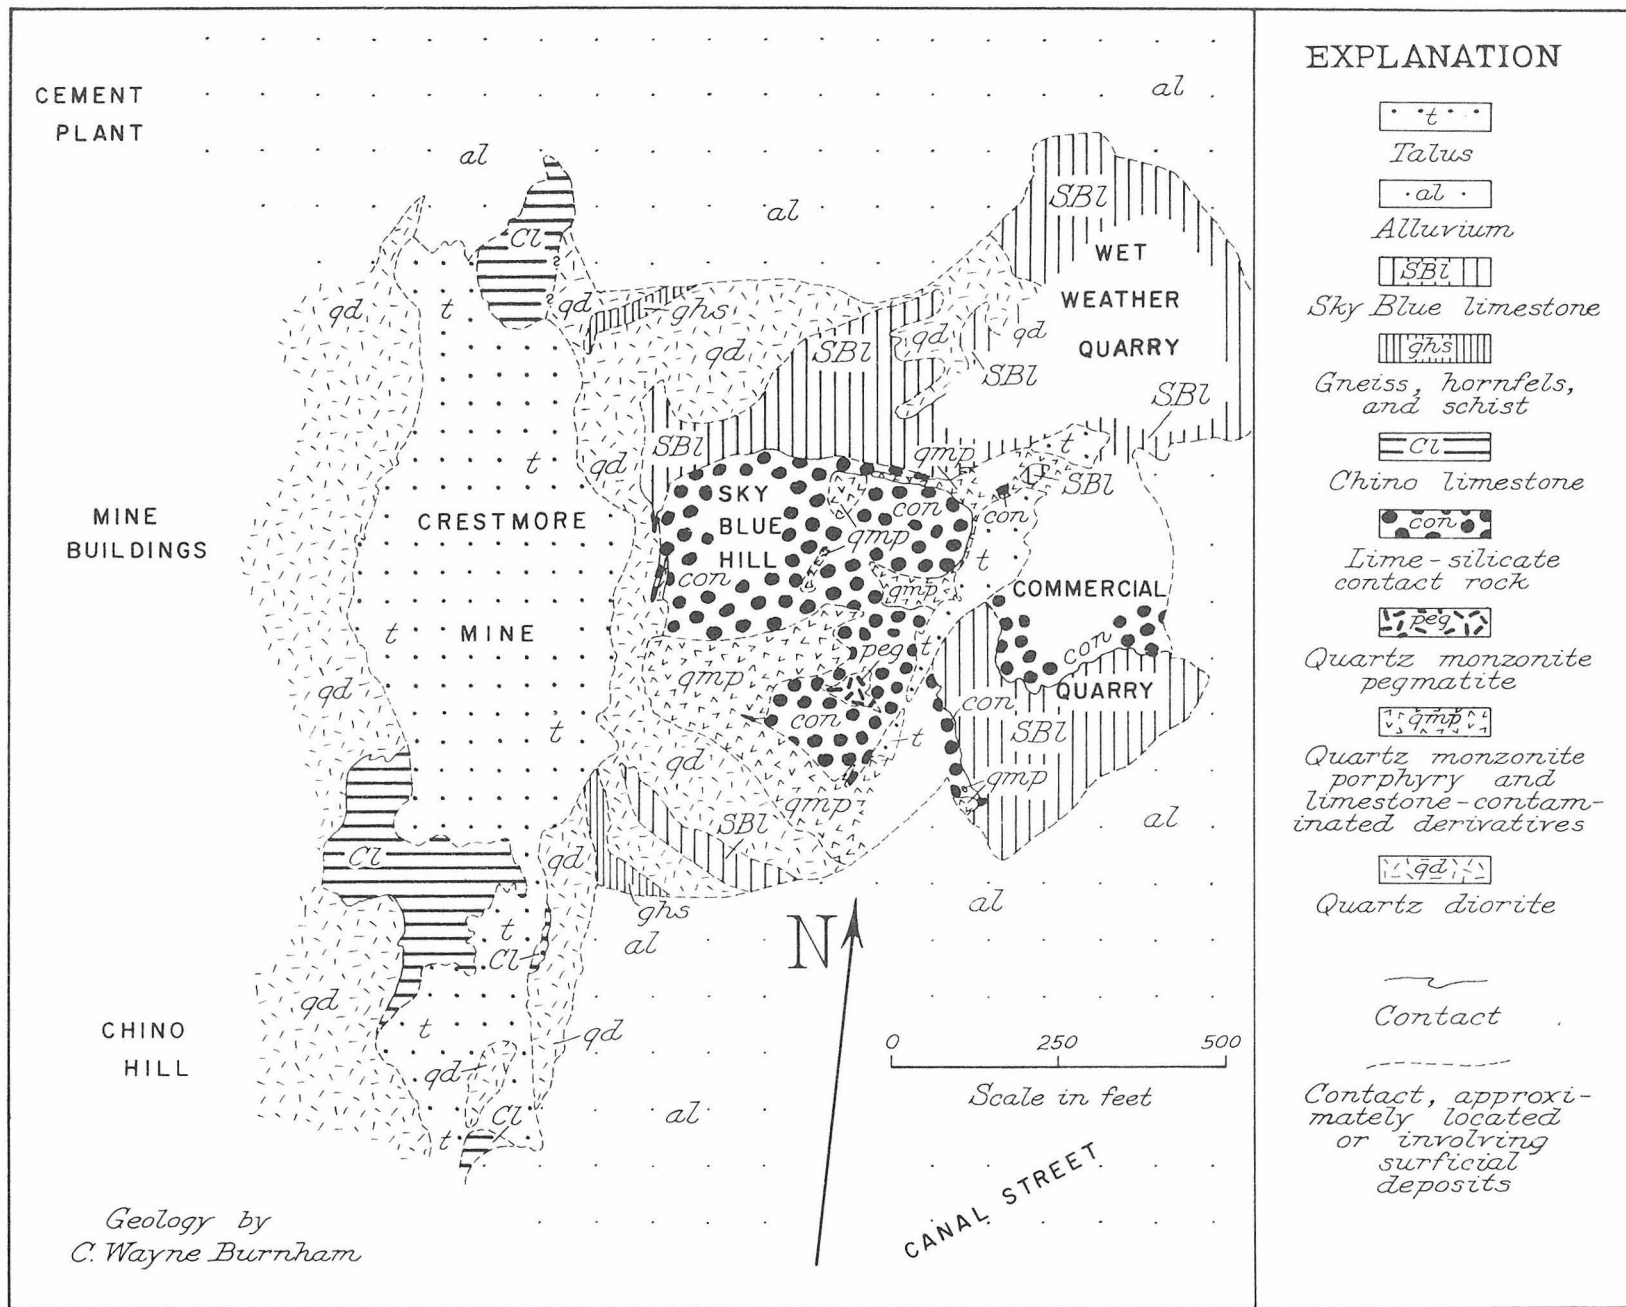 CEMENT
PLANT
al
al
al
Cl
SBl
WET
WEATHER
QUARRY
qd
t
qd
ghs
qd
SBl
qd
qd
SBl
SBl
SBl
t
qd
t
qmp
SBl
SKY
BLUE
HILL
con
con
qmp
t
con
qmp
MINE
BUILDINGS
CRESTMORE
MINE
COMMERCIAL
con
QUARRY
t
qd
t
qmp
peg
t
con
con
SBl
t
qd
qmp
qmp
SBl
al
Cl
qd
ghs
al
al
t
Cl
N
qd
CHINO
HILL
t
qd
qd
Cl
t
al
0 250 500
Scale in feet
CANAL STREET
Geology by
C. Wayne Burnham
EXPLANATION
t
Talus
al
Alluvium
SBl
Sky Blue limestone
ghs
Gneiss, hornfels,
and schist
Cl
Chino limestone
con
Lime-silicate
contact rock
peg
Quartz monzonite
pegmatite
qmp
Quartz monzonite
porphyry and
limestone-contam-
inated derivatives
qd
Quartz diorite
Contact
Contact, approxi-
mately located
or involving
surficial
deposits